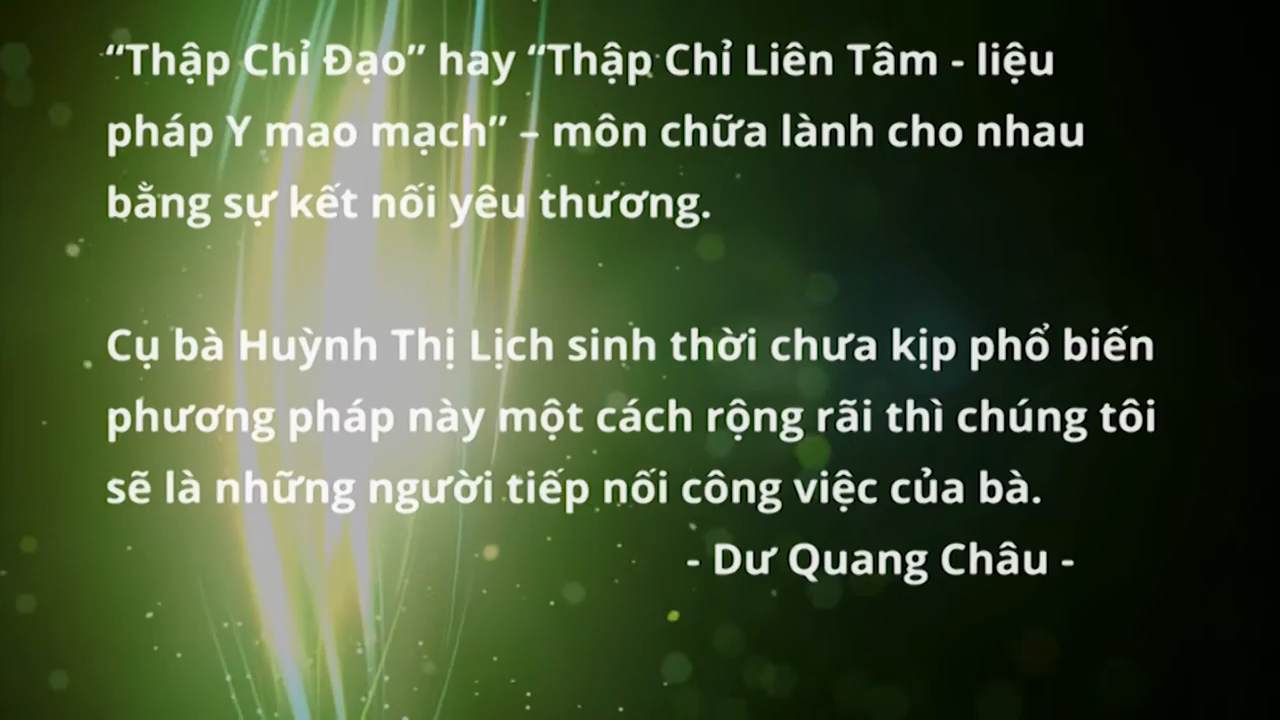 “Thập Chỉ Đạo” hay “Thập Chỉ Liên Tâm - liệu
pháp Y mao mạch” – môn chữa lành cho nhau
bằng sự kết nối yêu thương.
Cụ bà Huỳnh Thị Lịch sinh thời chưa kịp phổ biến
phương pháp này một cách rộng rãi thì chúng tôi
sẽ là những người tiếp nối công việc của bà.
- Dư Quang Châu -